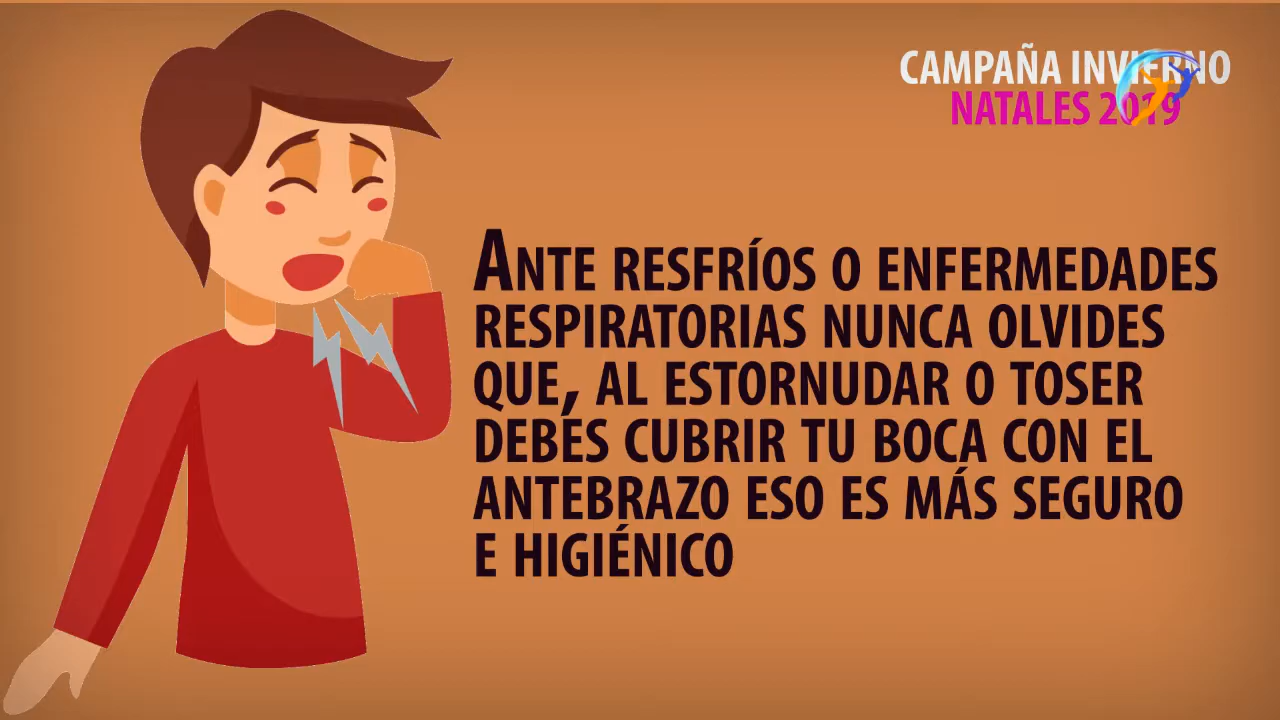 CAMPAÑA INVIERNO
NATALES 2019
ANTE RESFRÍOS O ENFERMEDADES
RESPIRATORIAS NUNCA OLVIDES
QUE, AL ESTORNUDAR O TOSER
DEBES CUBRIR TU BOCA CON EL
ANTEBRAZO ESO ES MÁS SEGURO
E HIGIÉNICO